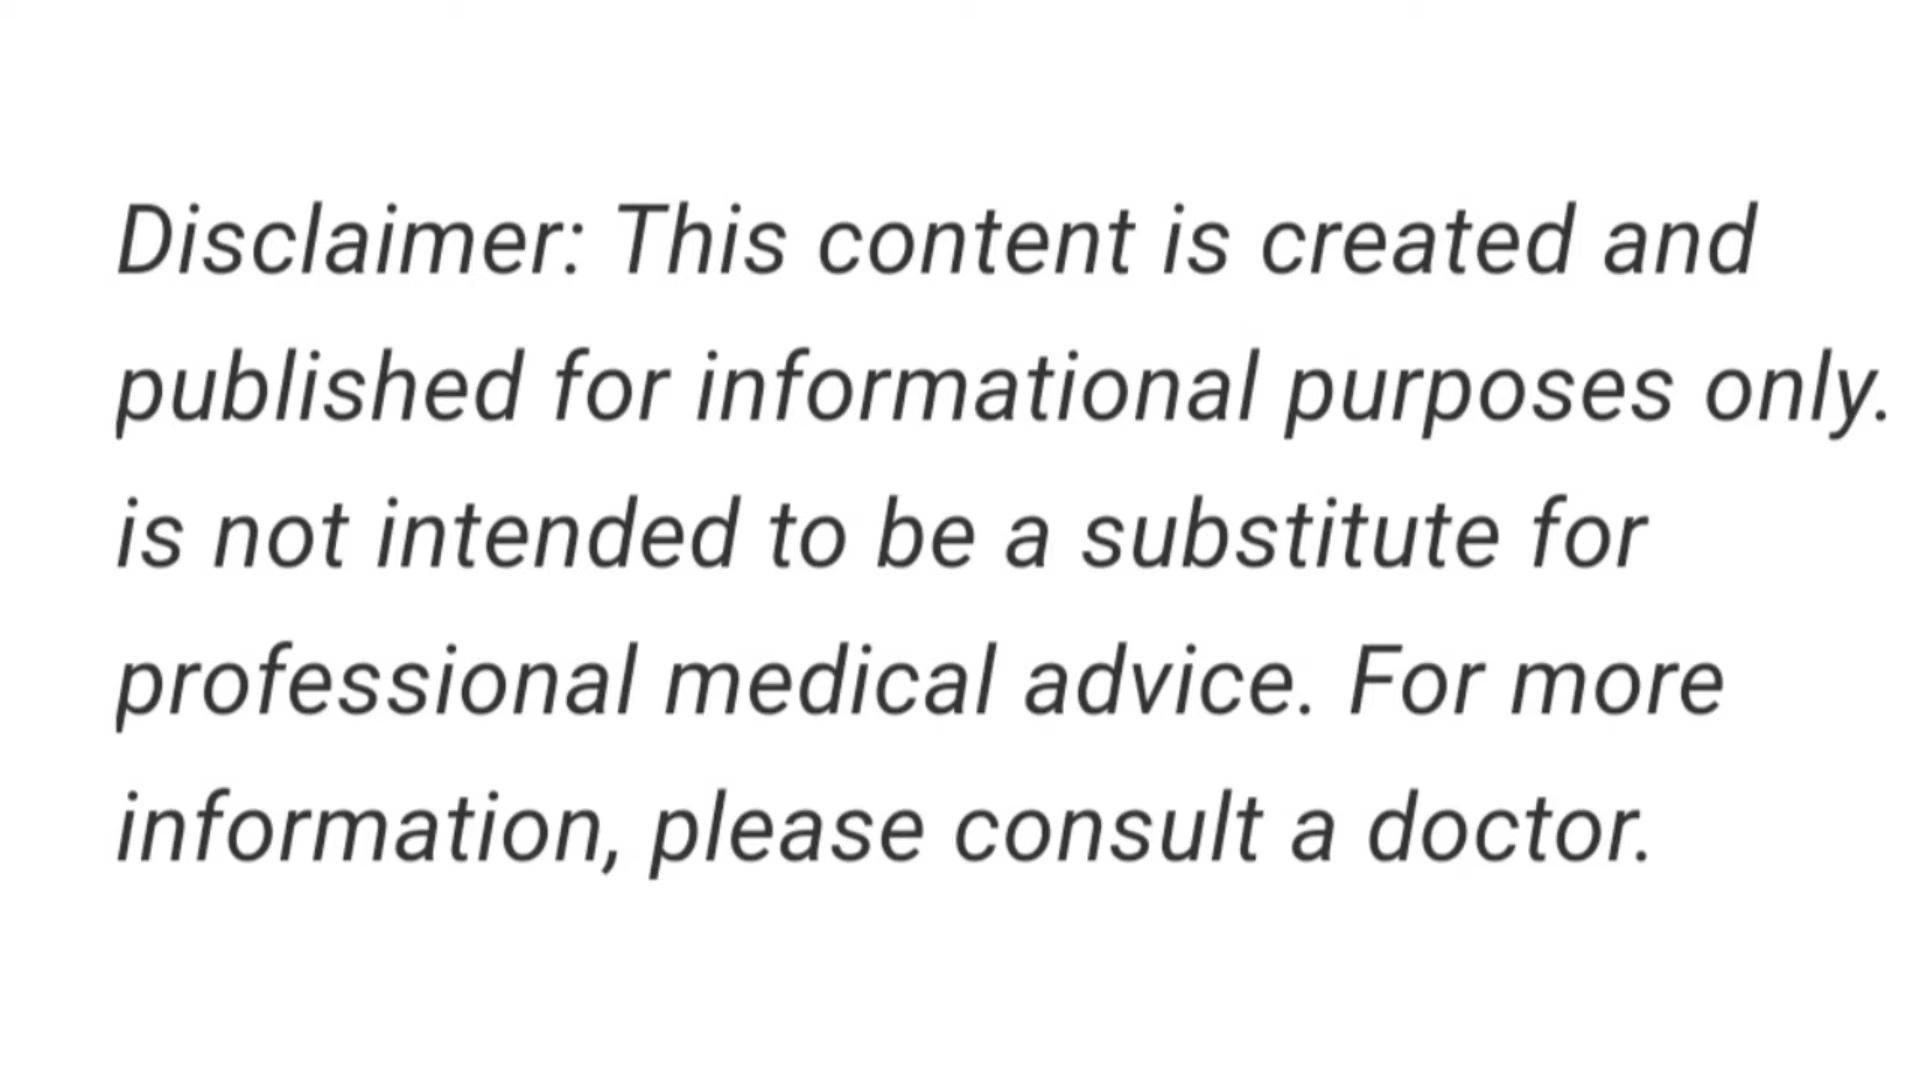 Disclaimer: This content is created and
published for informational purposes only.
is not intended to be a substitute for
professional medical advice. For more
information, please consult a doctor.